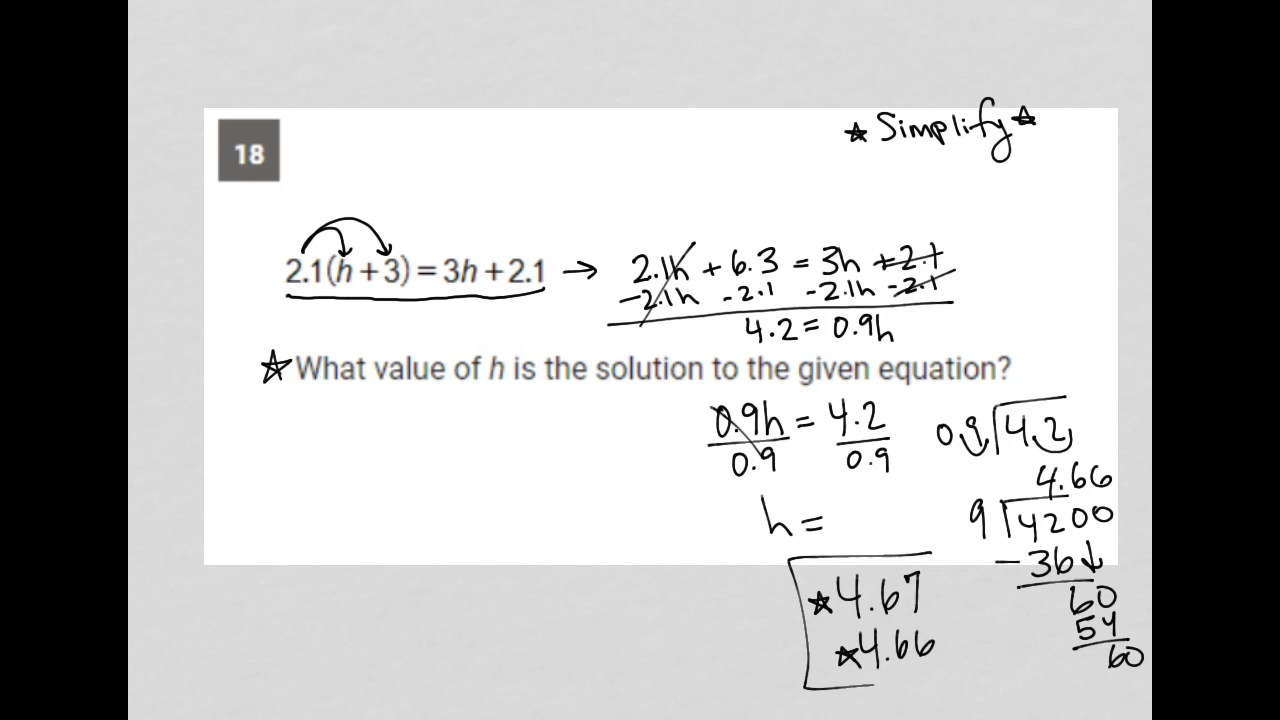 ★ Simplify ★
18
2.1(h + 3) = 3h + 2.1 → 2.1h + 6.3 = 3h + 2.1
-2.1h -2.1 -2.1h -2.1
4.2 = 0.9h
★ What value of h is the solution to the given equation?
0.9h = 4.2
0.9 0.9
0.9 4.2
4.66
9 4200
h =
-36↓
★ 4.67
60
54
★ 4.66
60